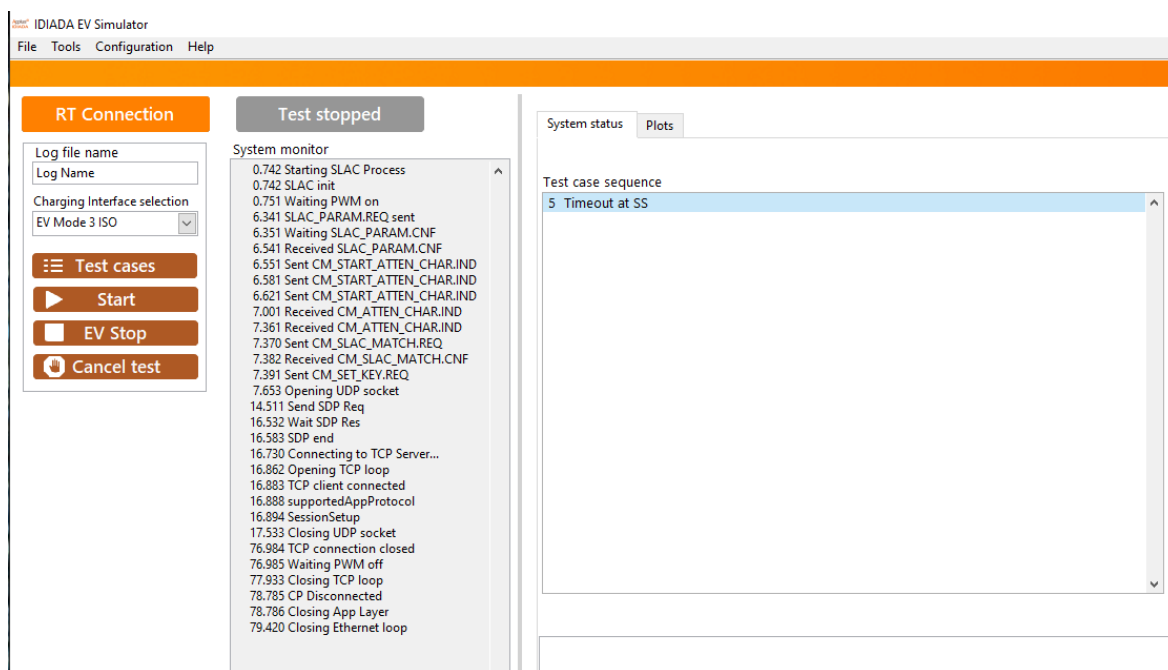 IDIADA EV Simulator
File Tools Configuration Help
RT Connection
Test stopped
Log file name
Log Name
Charging Interface selection
EV Mode 3 ISO
Test cases
Start
EV Stop
Cancel test
System monitor
0.742 Starting SLAC Process
0.742 SLAC init
0.751 Waiting PWM on
6.341 SLAC_PARAM.REQ sent
6.351 Waiting SLAC_PARAM.CNF
6.541 Received SLAC_PARAM.CNF
6.551 Sent CM_START_ATTEN_CHAR.IND
6.581 Sent CM_START_ATTEN_CHAR.IND
6.621 Sent CM_START_ATTEN_CHAR.IND
7.001 Received CM_ATTEN_CHAR.IND
7.361 Received CM_ATTEN_CHAR.IND
7.370 Sent CM_SLAC_MATCH.REQ
7.382 Received CM_SLAC_MATCH.CNF
7.391 Sent CM_SET_KEY.REQ
7.653 Opening UDP socket
14.511 Send SDP Req
16.532 Wait SDP Res
16.583 SDP end
16.730 Connecting to TCP Server...
16.862 Opening TCP loop
16.883 TCP client connected
16.888 supportedAppProtocol
16.894 SessionSetup
17.533 Closing UDP socket
76.984 TCP connection closed
76.985 Waiting PWM off
77.933 Closing TCP loop
78.785 CP Disconnected
78.786 Closing App Layer
79.420 Closing Ethernet loop
System status Plots
Test case sequence
5 Timeout at SS